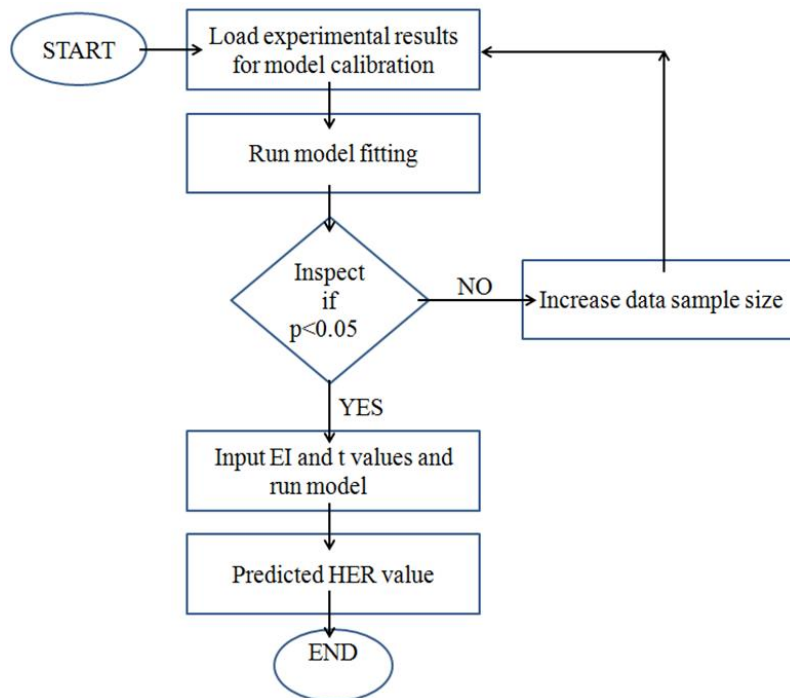 START
Load experimental results
for model calibration
Run model fitting
Inspect
if
p<0.05
NO
Increase data sample size
YES
Input EI and t values and
run model
Predicted HER value
END